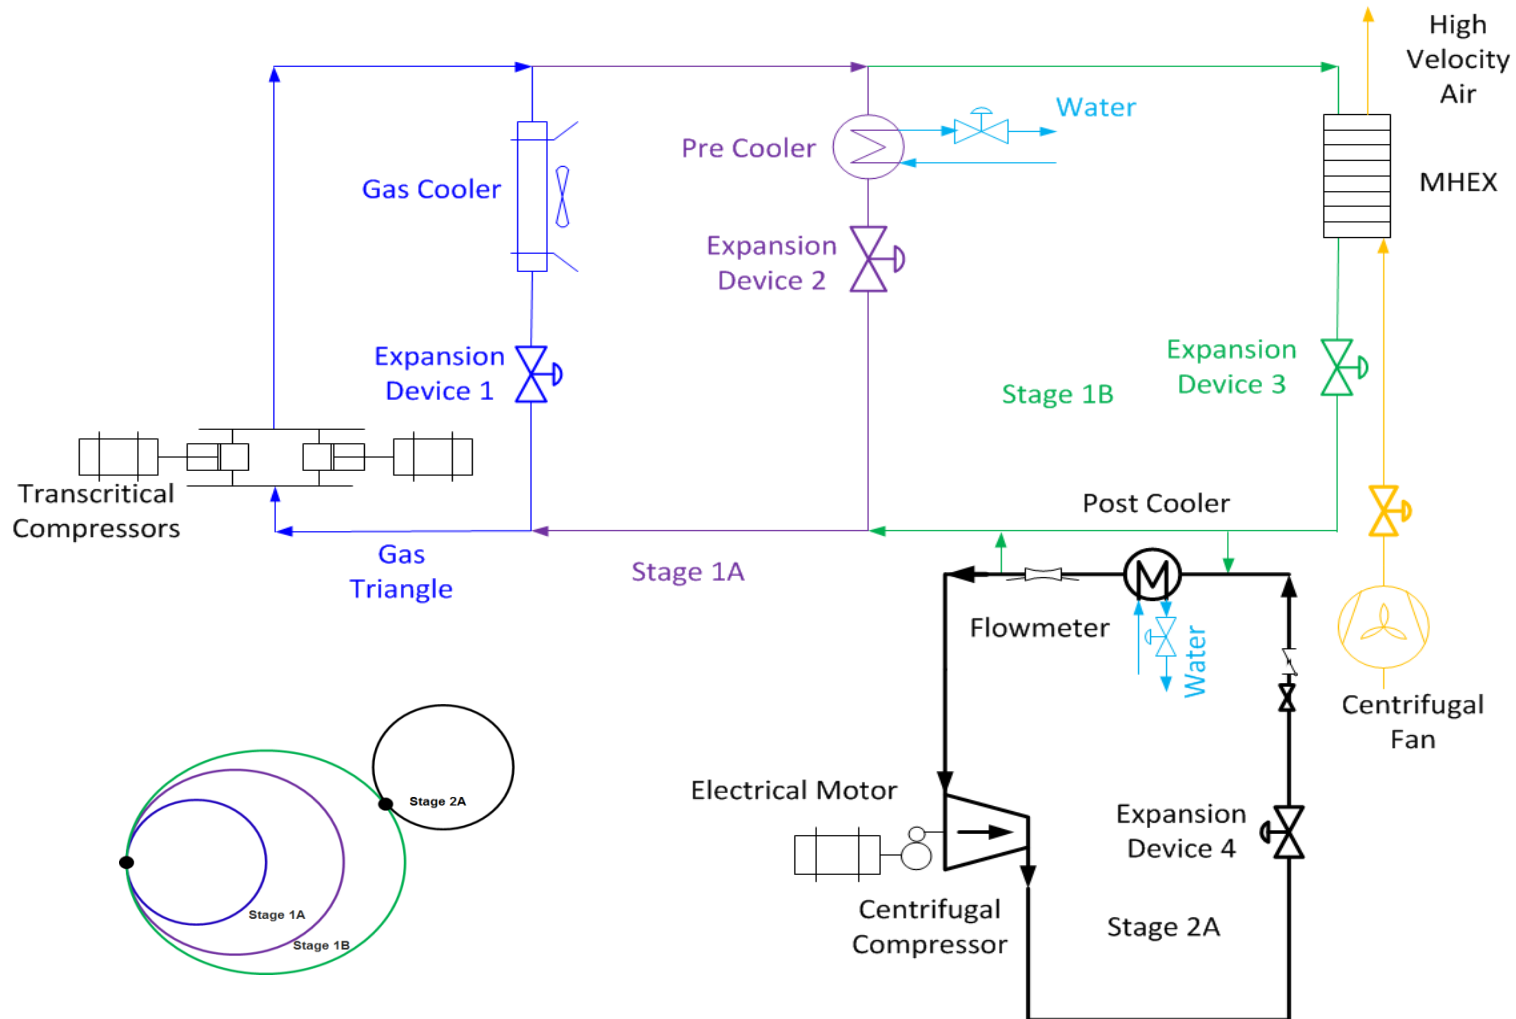 High
Velocity
Air
Water
Pre Cooler
Gas Cooler
MHEX
Expansion
Device 2
Expansion
Device 1
Expansion
Device 3
Stage 1B
Transcritical
Compressors
Post Cooler
Gas
Triangle
Stage 1A
Flowmeter
Water
Centrifugal
Fan
Electrical Motor
Expansion
Device 4
Stage 2A
Centrifugal
Compressor
Stage 2A
Stage 1A
Stage 1B